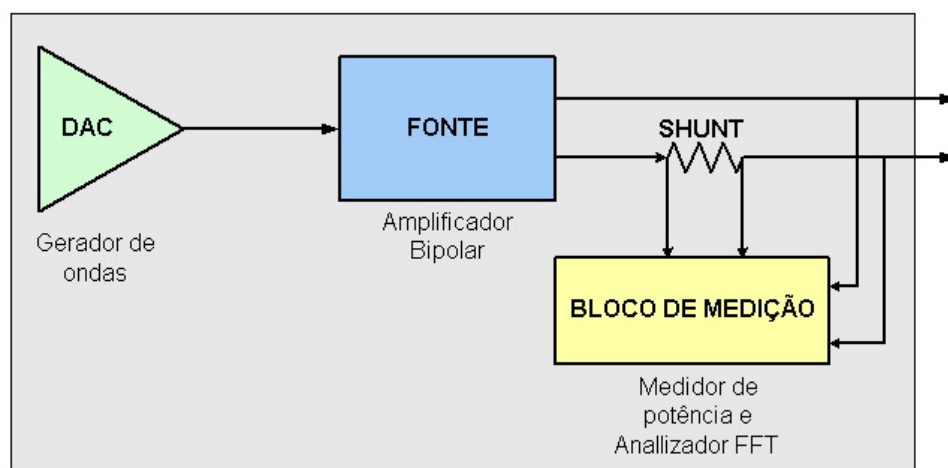 DAC
Gerador de
ondas
FONTE
Amplificador
Bipolar
SHUNT
BLOCO DE MEDIÇÃO
Medidor de
potência e
Anallizador FFT